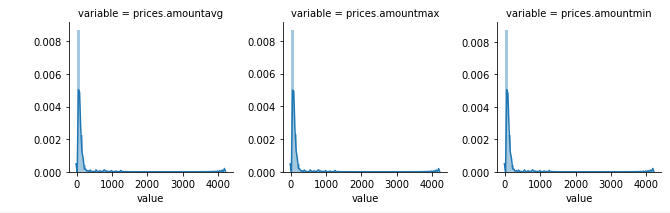 variable = prices.amountavg
variable = prices.amountmax
variable = prices.amountmin
0.008
0.006
0.004
0.002
0.000
0 1000 2000 3000 4000
value
0.008
0.006
0.004
0.002
0.000
0 1000 2000 3000 4000
value
0.008
0.006
0.004
0.002
0.000
0 1000 2000 3000 4000
value